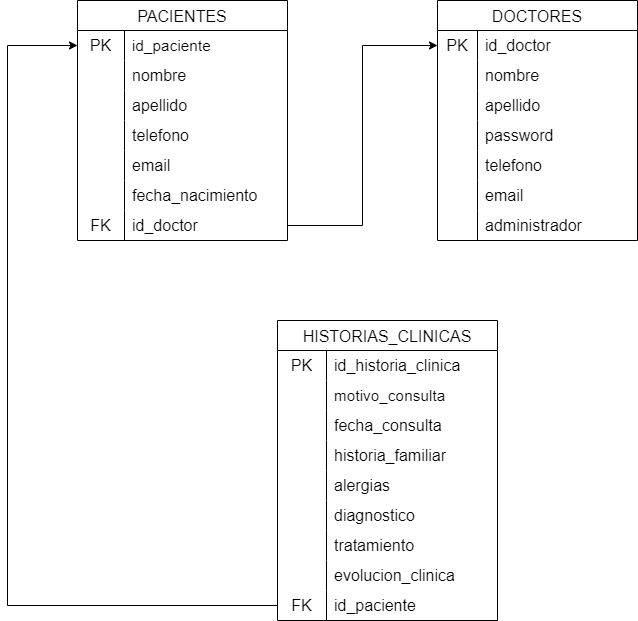 PACIENTES
PK id_paciente
nombre
apellido
telefono
email
fecha_nacimiento
FK id_doctor
DOCTORES
PK id_doctor
nombre
apellido
password
telefono
email
administrador
HISTORIAS_CLINICAS
PK id_historia_clinica
motivo_consulta
fecha_consulta
historia_familiar
alergias
diagnostico
tratamiento
evolucion_clinica
FK id_paciente